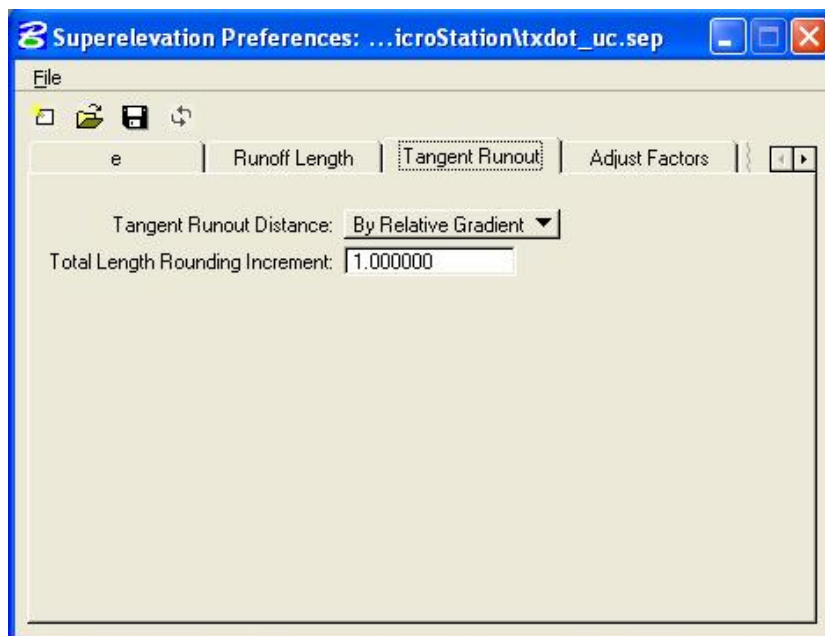 Superelevation Preferences: ...icroStation\txdot_uc.sep
File
e Runoff Length Tangent Runout Adjust Factors
Tangent Runout Distance: By Relative Gradient
Total Length Rounding Increment: 1.000000